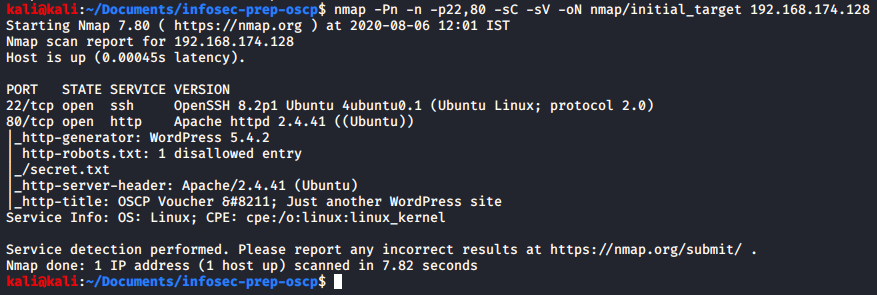 kali@kali:~/Documents/infosec-prep-oscp$ nmap -Pn -n -p22,80 -sC -sV -oN nmap/initial_target 192.168.174.128
Starting Nmap 7.80 ( https://nmap.org ) at 2020-08-06 12:01 IST
Nmap scan report for 192.168.174.128
Host is up (0.00045s latency).
PORT   STATE SERVICE VERSION
22/tcp open  ssh     OpenSSH 8.2p1 Ubuntu 4ubuntu0.1 (Ubuntu Linux; protocol 2.0)
80/tcp open  http    Apache httpd 2.4.41 ((Ubuntu))
|_http-generator: WordPress 5.4.2
| http-robots.txt: 1 disallowed entry
|_/secret.txt
|_http-server-header: Apache/2.4.41 (Ubuntu)
|_http-title: OSCP Voucher &#8211; Just another WordPress site
Service Info: OS: Linux; CPE: cpe:/o:linux:linux_kernel
Service detection performed. Please report any incorrect results at https://nmap.org/submit/ .
Nmap done: 1 IP address (1 host up) scanned in 7.82 seconds
kali@kali:~/Documents/infosec-prep-oscp$